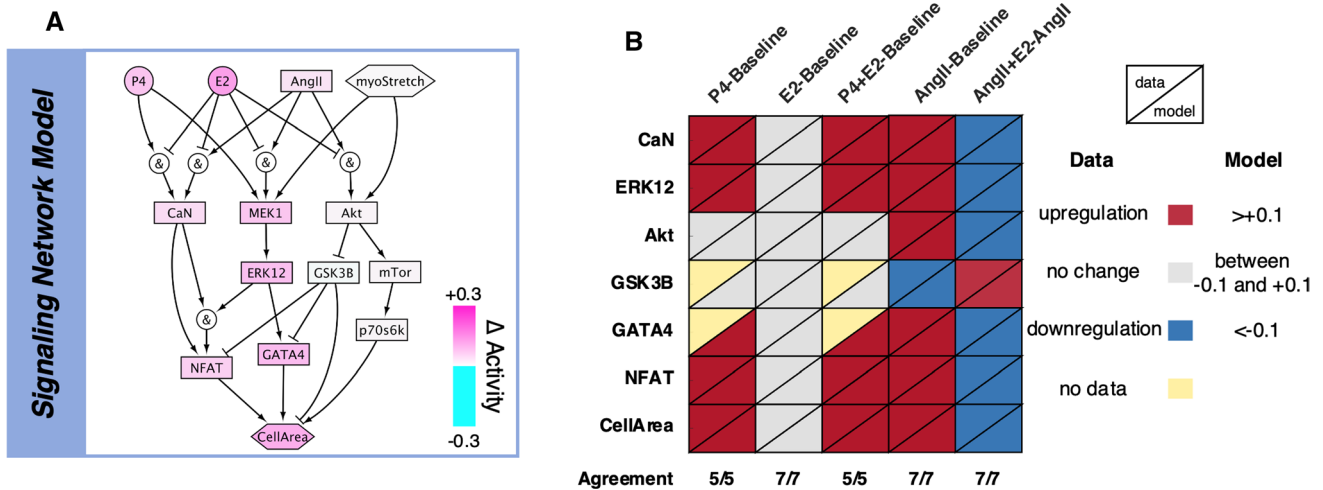 A
Signaling Network Model
P4
E2
AngII
myoStretch
&
&
&
&
CaN
MEK1
Akt
ERK12
GSK3B
mTor
&
p70s6k
NFAT
GATA4
CellArea
+0.3
Δ Activity
-0.3
B
P4-Baseline
E2-Baseline
P4+E2-Baseline
AngII-Baseline
AngII+E2-AngII
CaN
ERK12
Akt
GSK3B
GATA4
NFAT
CellArea
Agreement 5/5 7/7 5/5 7/7 7/7
data
model
Data Model
upregulation >+0.1
no change between
-0.1 and +0.1
downregulation <-0.1
no data